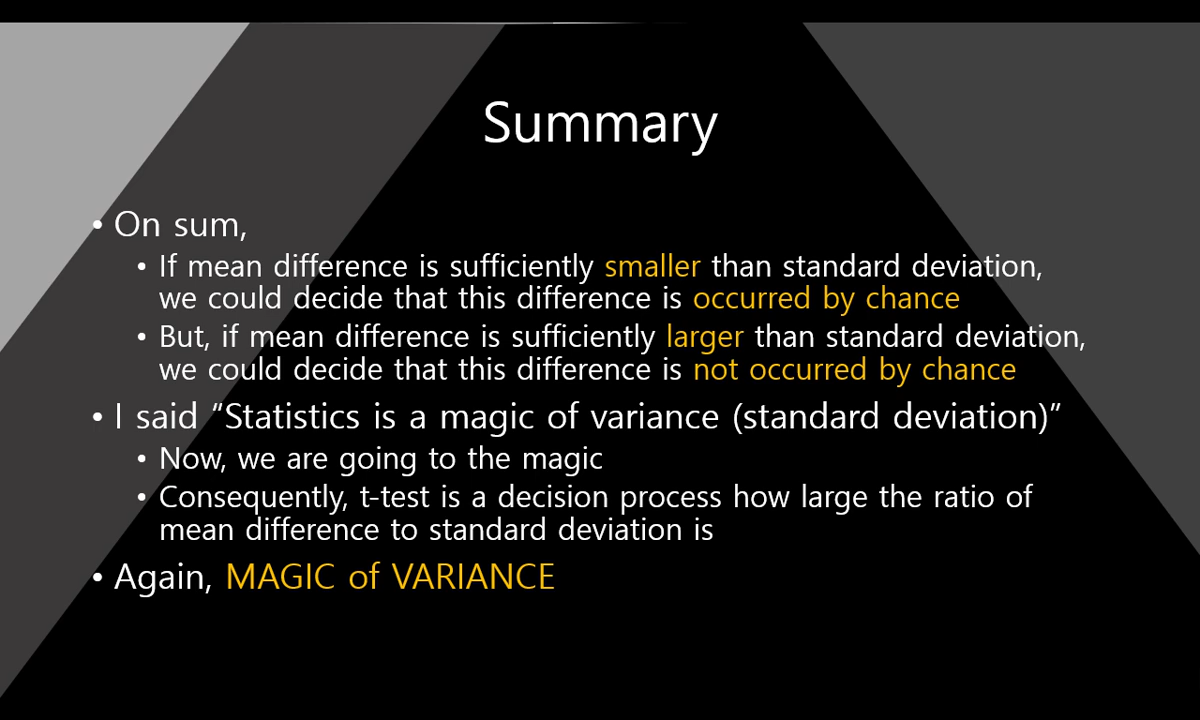 Summary
• On sum,
• If mean difference is sufficiently smaller than standard deviation,
we could decide that this difference is occurred by chance
• But, if mean difference is sufficiently larger than standard deviation,
we could decide that this difference is not occurred by chance
• I said “Statistics is a magic of variance (standard deviation)”
• Now, we are going to the magic
• Consequently, t-test is a decision process how large the ratio of
mean difference to standard deviation is
• Again, MAGIC of VARIANCE